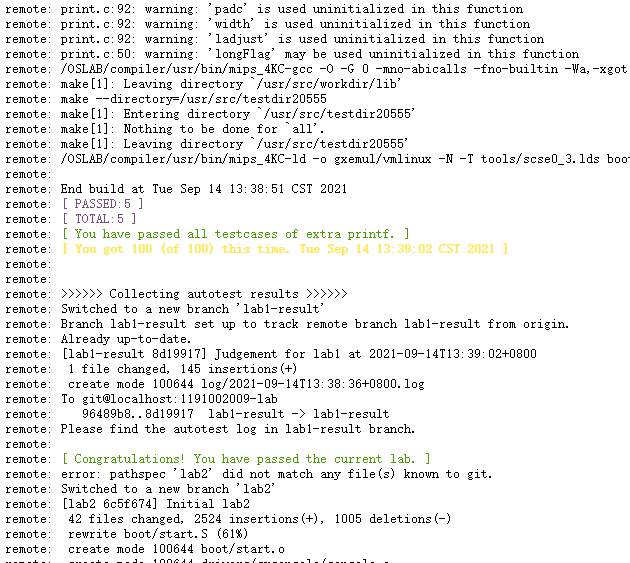 remote: print.c:92: warning: 'padc' is used uninitialized in this function
remote: print.c:92: warning: 'width' is used uninitialized in this function
remote: print.c:92: warning: 'ladjust' is used uninitialized in this function
remote: print.c:50: warning: 'longFlag' may be used uninitialized in this function
remote: /OSLAB/compiler/usr/bin/mips_4KC-gcc -O -G 0 -mno-abicalls -fno-builtin -Wa,-xgot
remote: make[1]: Leaving directory `/usr/src/workdir/lib'
remote: make --directory=/usr/src/testdir20555
remote: make[1]: Entering directory `/usr/src/testdir20555'
remote: make[1]: Nothing to be done for `all'.
remote: make[1]: Leaving directory `/usr/src/testdir20555'
remote: /OSLAB/compiler/usr/bin/mips_4KC-ld -o gxemul/vmlinux -N -T tools/scse0_3.lds boo
remote:
remote: End build at Tue Sep 14 13:38:51 CST 2021
remote: [ PASSED:5 ]
remote: [ TOTAL:5 ]
remote: [ You have passed all testcases of extra printf. ]
remote: [ You got 100 (of 100) this time. Tue Sep 14 13:39:02 CST 2021 ]
remote:
remote:
remote: >>>>>> Collecting autotest results >>>>>>
remote: Switched to a new branch 'lab1-result'
remote: Branch lab1-result set up to track remote branch lab1-result from origin.
remote: Already up-to-date.
remote: [lab1-result 8d19917] Judgement for lab1 at 2021-09-14T13:39:02+0800
remote:  1 file changed, 145 insertions(+)
remote:  create mode 100644 log/2021-09-14T13:38:36+0800.log
remote: To git@localhost:1191002009-lab
remote:    96489b8..8d19917  lab1-result -> lab1-result
remote: Please find the autotest log in lab1-result branch.
remote:
remote: [ Congratulations! You have passed the current lab. ]
remote: error: pathspec 'lab2' did not match any file(s) known to git.
remote: Switched to a new branch 'lab2'
remote: [lab2 6c5f674] Initial lab2
remote:  42 files changed, 2524 insertions(+), 1005 deletions(-)
remote:  rewrite boot/start.S (61%)
remote:  create mode 100644 boot/start.o